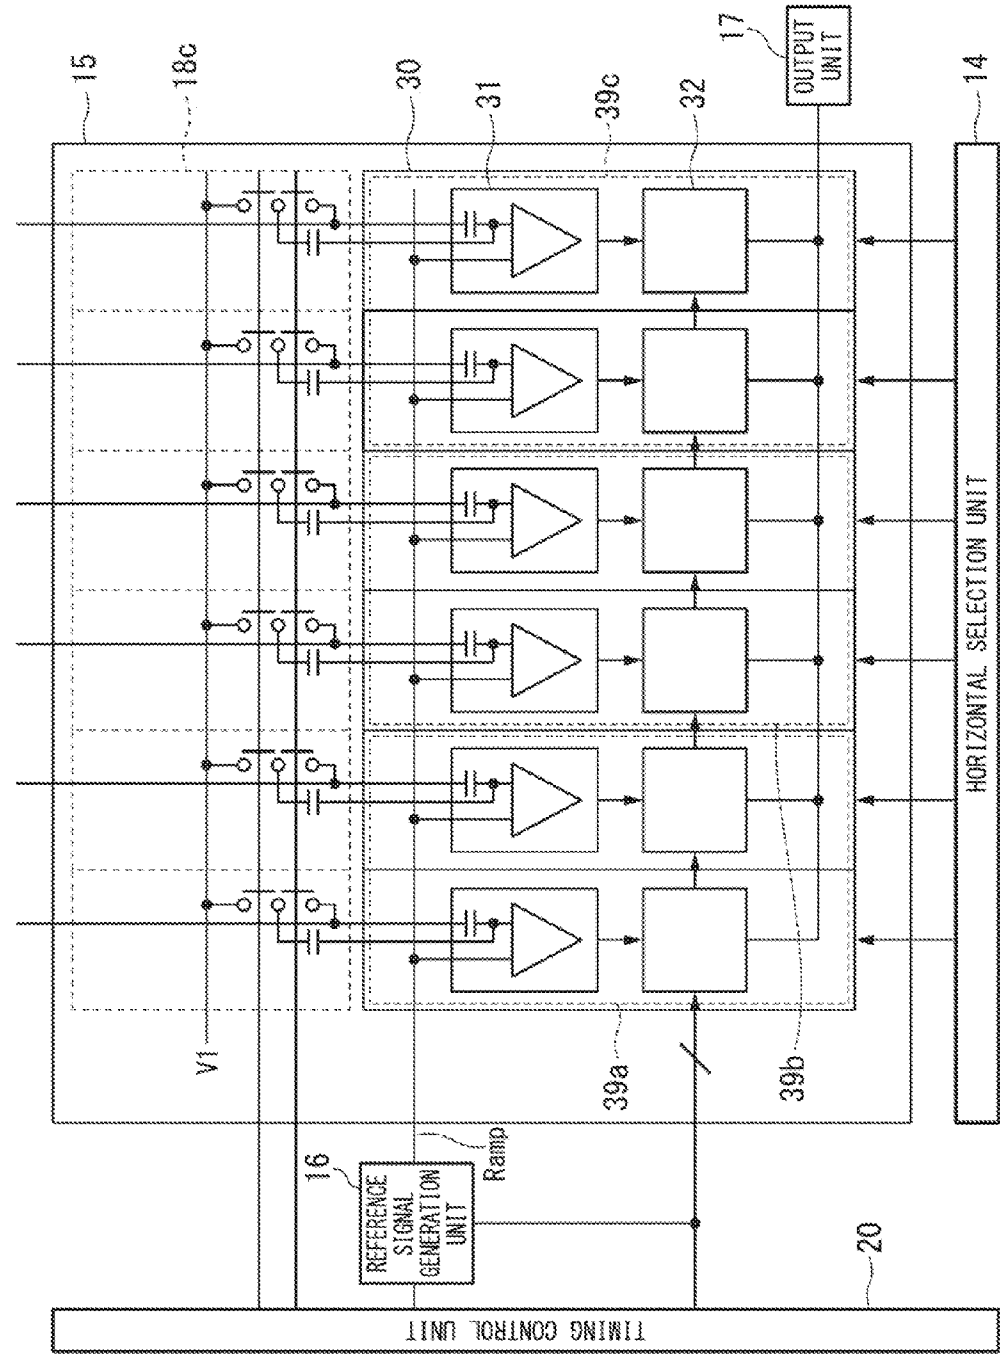 15
18c
30
31
39c
32
17
OUTPUT
UNIT
14
HORIZONTAL SELECTION UNIT
V1
39a
39b
16
Ramp
REFERENCE
SIGNAL
GENERATION
UNIT
20
TIMING CONTROL UNIT